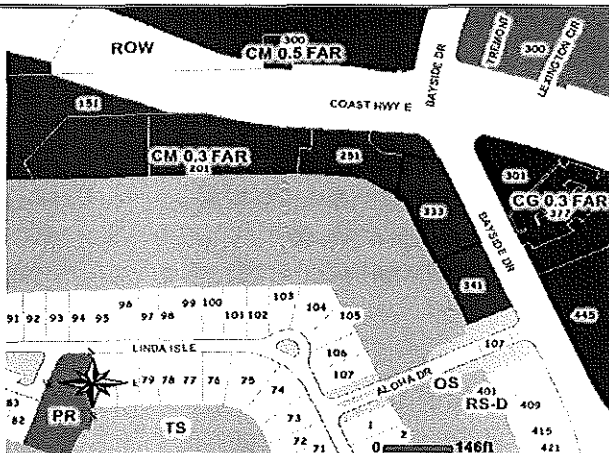 ROW
300
CM 0.5 FAR
BAYSIDE DR
TREMONT
300
LEXINGTON CIR
151
COAST HWY E
CM 0.3 FAR
201
251
301
CG 0.3 FAR
377
333
BAYSIDE DR
341
445
91 92 93 94 95 96 97 98 99 100 101 102 103 104 105
LINDA ISLE
106
107
107
ALOHA DR
79 78 77 76 75 74
73
72
71
83
82
PR
TS
OS
RS-D
401
409
415
421
1
2
0 146ft